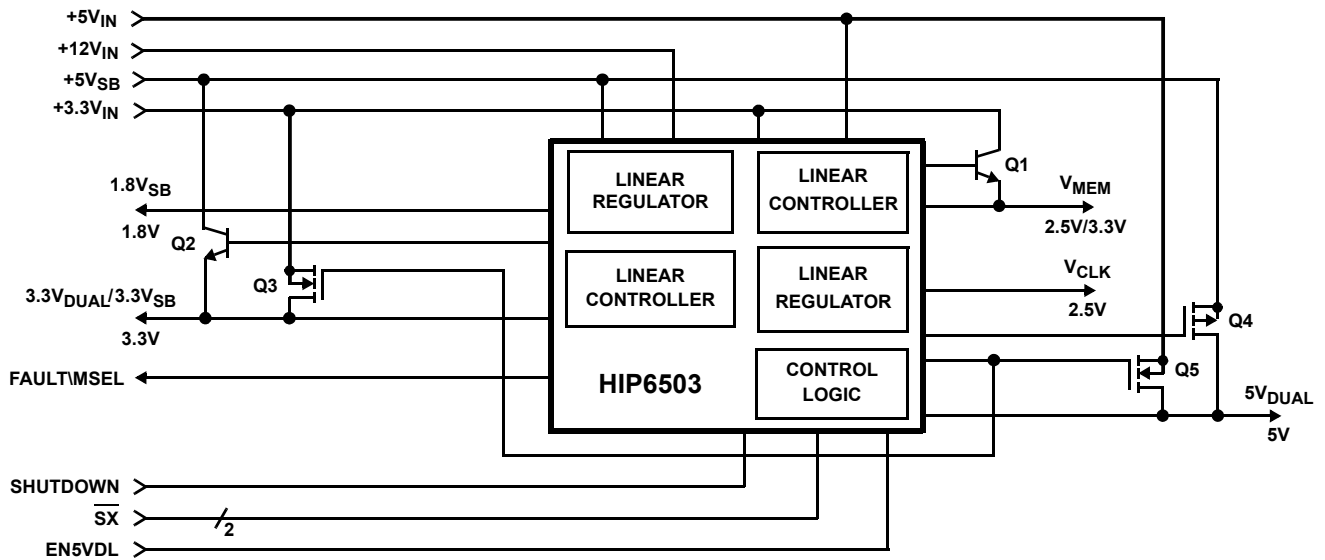 +5VIN
+12VIN
+5VSB
+3.3VIN
1.8VSB
1.8V
Q2
Q3
3.3VDUAL/3.3VSB
3.3V
FAULT\MSEL
LINEAR
REGULATOR
LINEAR
CONTROLLER
LINEAR
CONTROLLER
LINEAR
REGULATOR
HIP6503
CONTROL
LOGIC
Q1
VMEM
2.5V/3.3V
VCLK
2.5V
Q4
Q5
5VDUAL
5V
SHUTDOWN
SX
2
EN5VDL